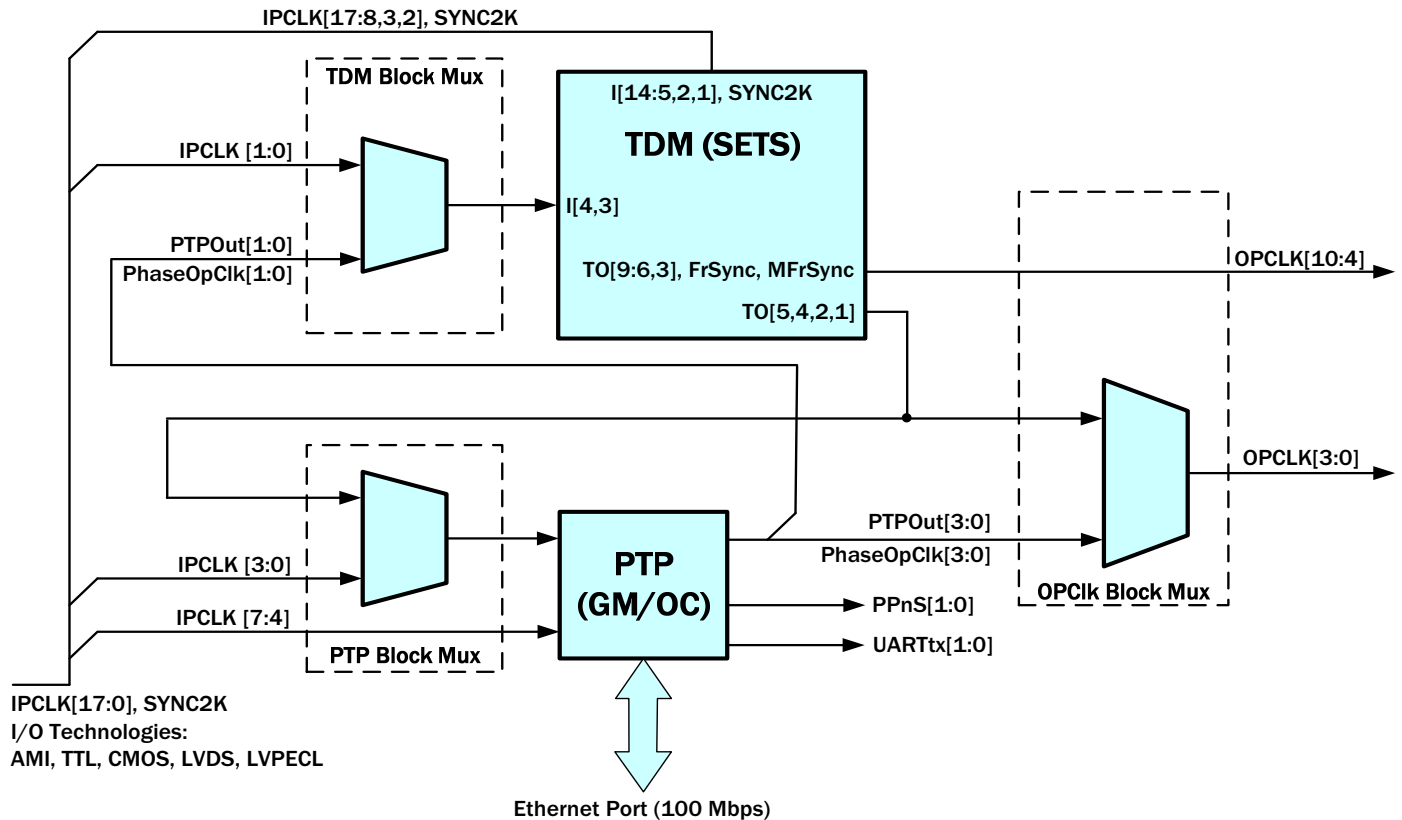 IPCLK[17:8,3,2], SYNC2K
TDM Block Mux
I[14:5,2,1], SYNC2K
TDM (SETS)
IPCLK [1:0]
I[4,3]
PTPOut[1:0]
PhaseOpClk[1:0]
TO[9:6,3], FrSync, MFrSync
OPCLK[10:4]
TO[5,4,2,1]
OPCLK[3:0]
PTPOut[3:0]
PhaseOpClk[3:0]
IPCLK [3:0]
PTP
(GM/OC)
OPClk Block Mux
PPnS[1:0]
IPCLK [7:4]
UARTtx[1:0]
PTP Block Mux
IPCLK[17:0], SYNC2K
I/O Technologies:
AMI, TTL, CMOS, LVDS, LVPECL
Ethernet Port (100 Mbps)